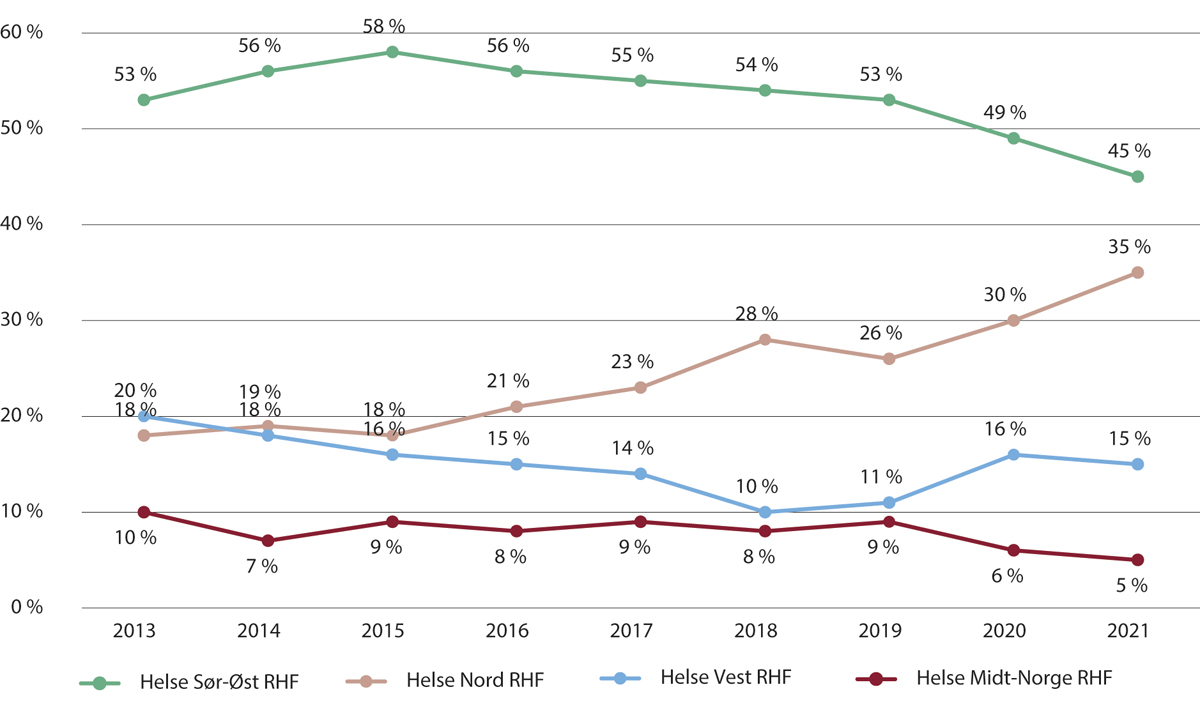 60 %
50 %
40 %
30 %
20 %
10 %
0 %
53 % 56 % 58 % 56 % 55 % 54 % 53 % 49 % 45 %
18 % 19 % 18 % 21 % 23 % 28 % 26 % 30 % 35 %
20 % 18 % 16 % 15 % 14 % 10 % 11 % 16 % 15 %
10 % 7 % 9 % 8 % 9 % 8 % 9 % 6 % 5 %
2013 2014 2015 2016 2017 2018 2019 2020 2021
Helse Sør-Øst RHF Helse Nord RHF Helse Vest RHF Helse Midt-Norge RHF